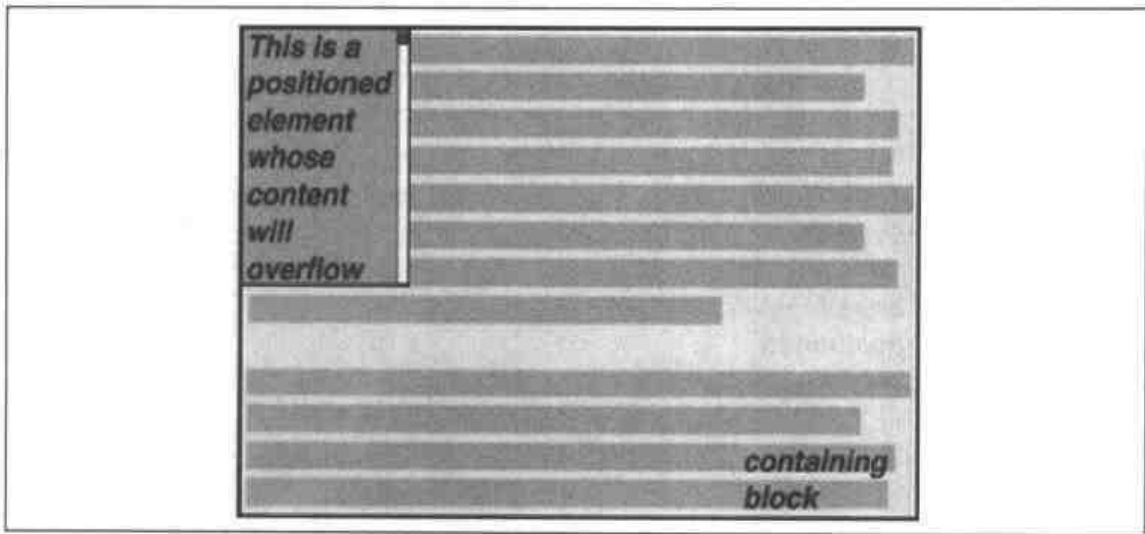 This is a
positioned
element
whose
content
will
overflow
containing
block